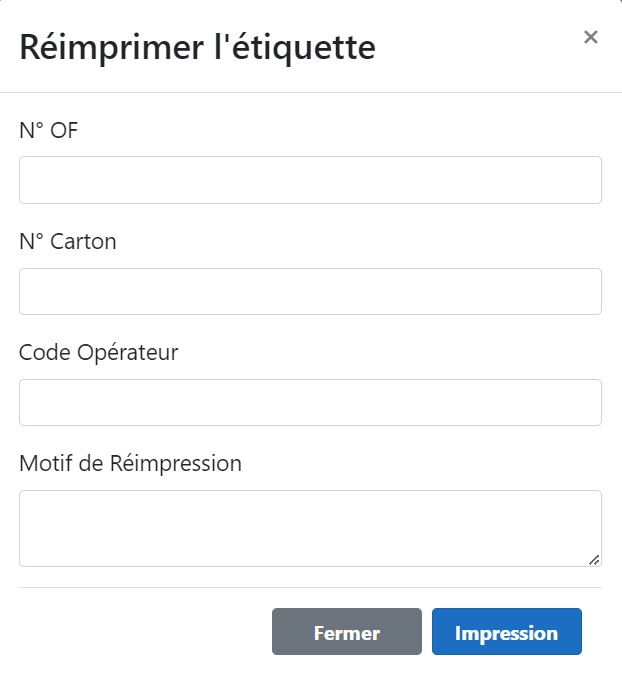 Réimprimer l'étiquette
×
N° OF
N° Carton
Code Opérateur
Motif de Réimpression
Fermer
Impression